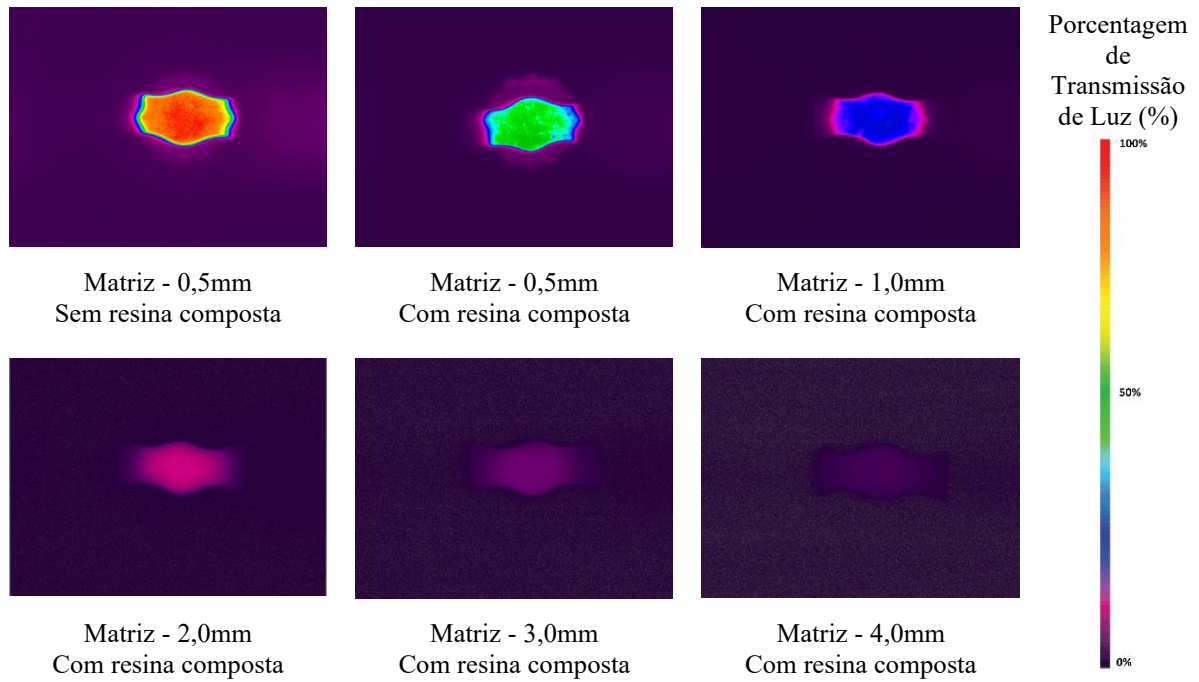 Matriz - 0,5mm
Sem resina composta
Matriz - 0,5mm
Com resina composta
Matriz - 1,0mm
Com resina composta
Matriz - 2,0mm
Com resina composta
Matriz - 3,0mm
Com resina composta
Matriz - 4,0mm
Com resina composta
Porcentagem
de
Transmissão
de Luz (%)
100%
50%
0%